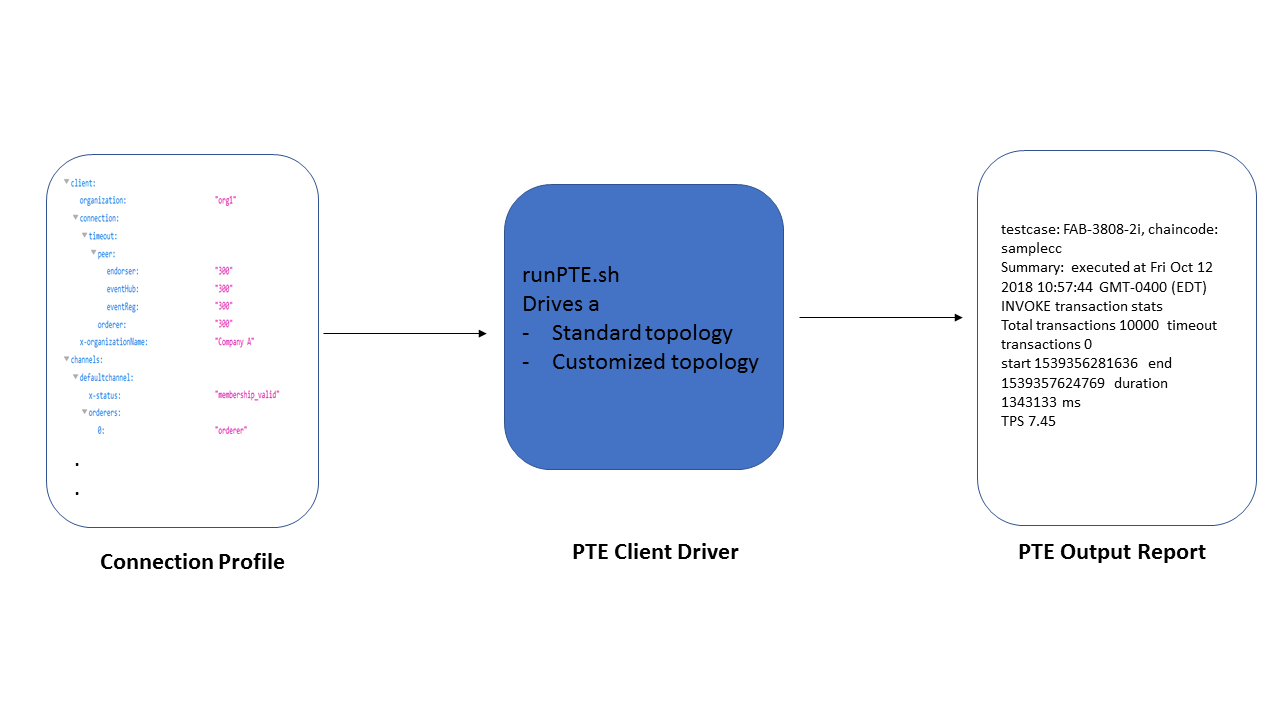 client:
organization: "org1"
connection:
timeout:
peer:
endorser: "300"
eventHub: "300"
eventReg: "300"
orderer: "300"
x-organizationName: "Company A"
channels:
defaultchannel:
x-status: "membership_valid"
orderers:
0: "orderer"
.
.
Connection Profile
runPTE.sh
Drives a
- Standard topology
- Customized topology
PTE Client Driver
testcase: FAB-3808-2i, chaincode:
samplecc
Summary: executed at Fri Oct 12
2018 10:57:44 GMT-0400 (EDT)
INVOKE transaction stats
Total transactions 10000 timeout
transactions 0
start 1539356281636 end
1539357624769 duration
1343133 ms
TPS 7.45
PTE Output Report